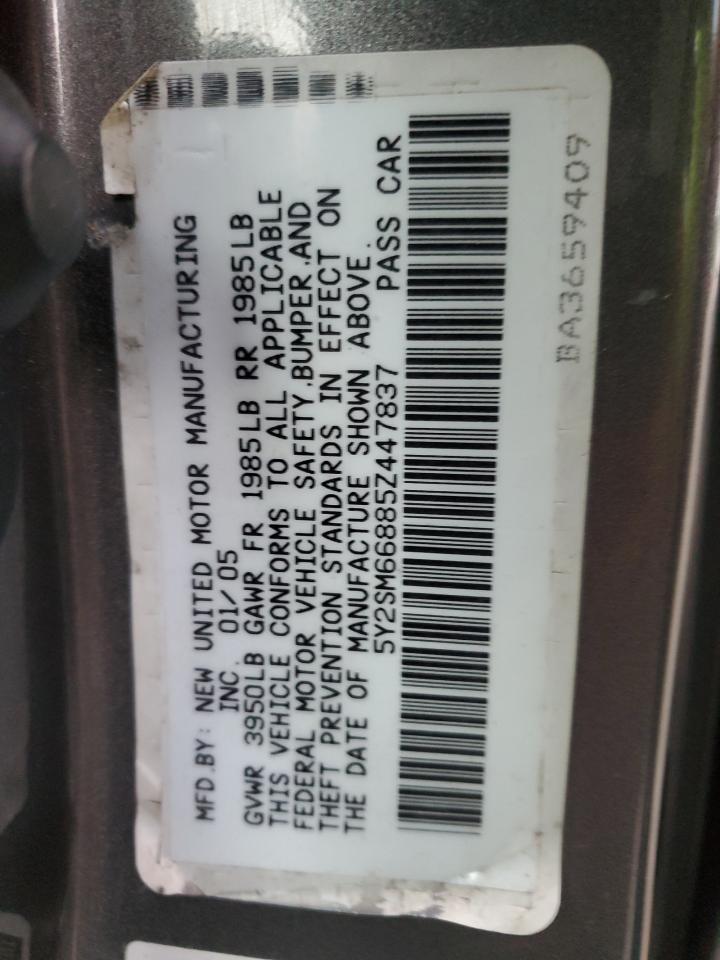 MFD.BY: NEW UNITED MOTOR MANUFACTURING
INC. 01/05
GVWR 3950LB GAWR FR 1985LB RR 1985LB
THIS VEHICLE CONFORMS TO ALL APPLICABLE
FEDERAL MOTOR VEHICLE SAFETY,BUMPER,AND
THEFT PREVENTION STANDARDS IN EFFECT ON
THE DATE OF MANUFACTURE SHOWN ABOVE.
5Y2SM66885Z447837 PASS CAR
BA3659409